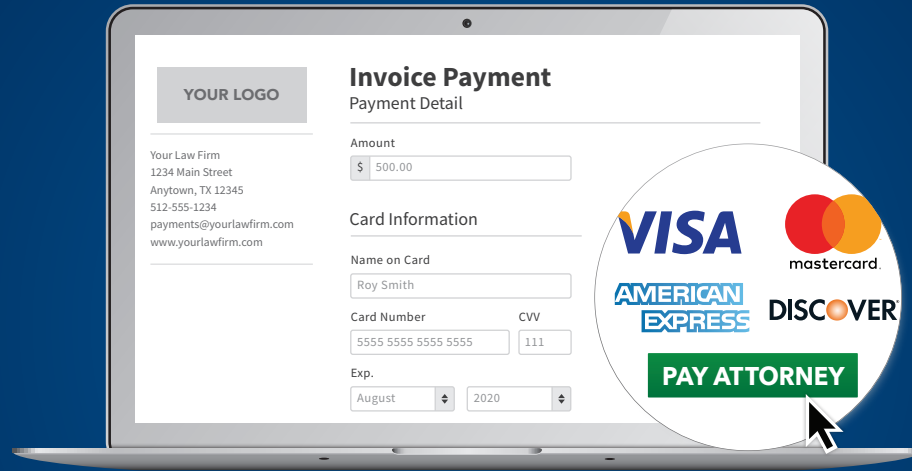 YOUR LOGO
Your Law Firm
1234 Main Street
Anytown, TX 12345
512-555-1234
payments@yourlawfirm.com
www.yourlawfirm.com
Invoice Payment
Payment Detail
Amount
$ 500.00
Card Information
Name on Card
Roy Smith
Card Number CVV
5555 5555 5555 5555 111
Exp.
August 2020
VISA
mastercard.
AMERICAN
EXPRESS
DISCOVER
PAY ATTORNEY